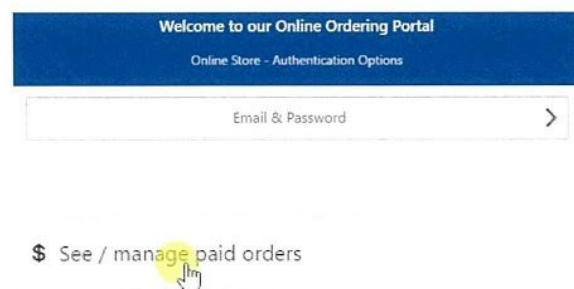 Welcome to our Online Ordering Portal
Online Store - Authentication Options
Email & Password
$ See / manage paid orders